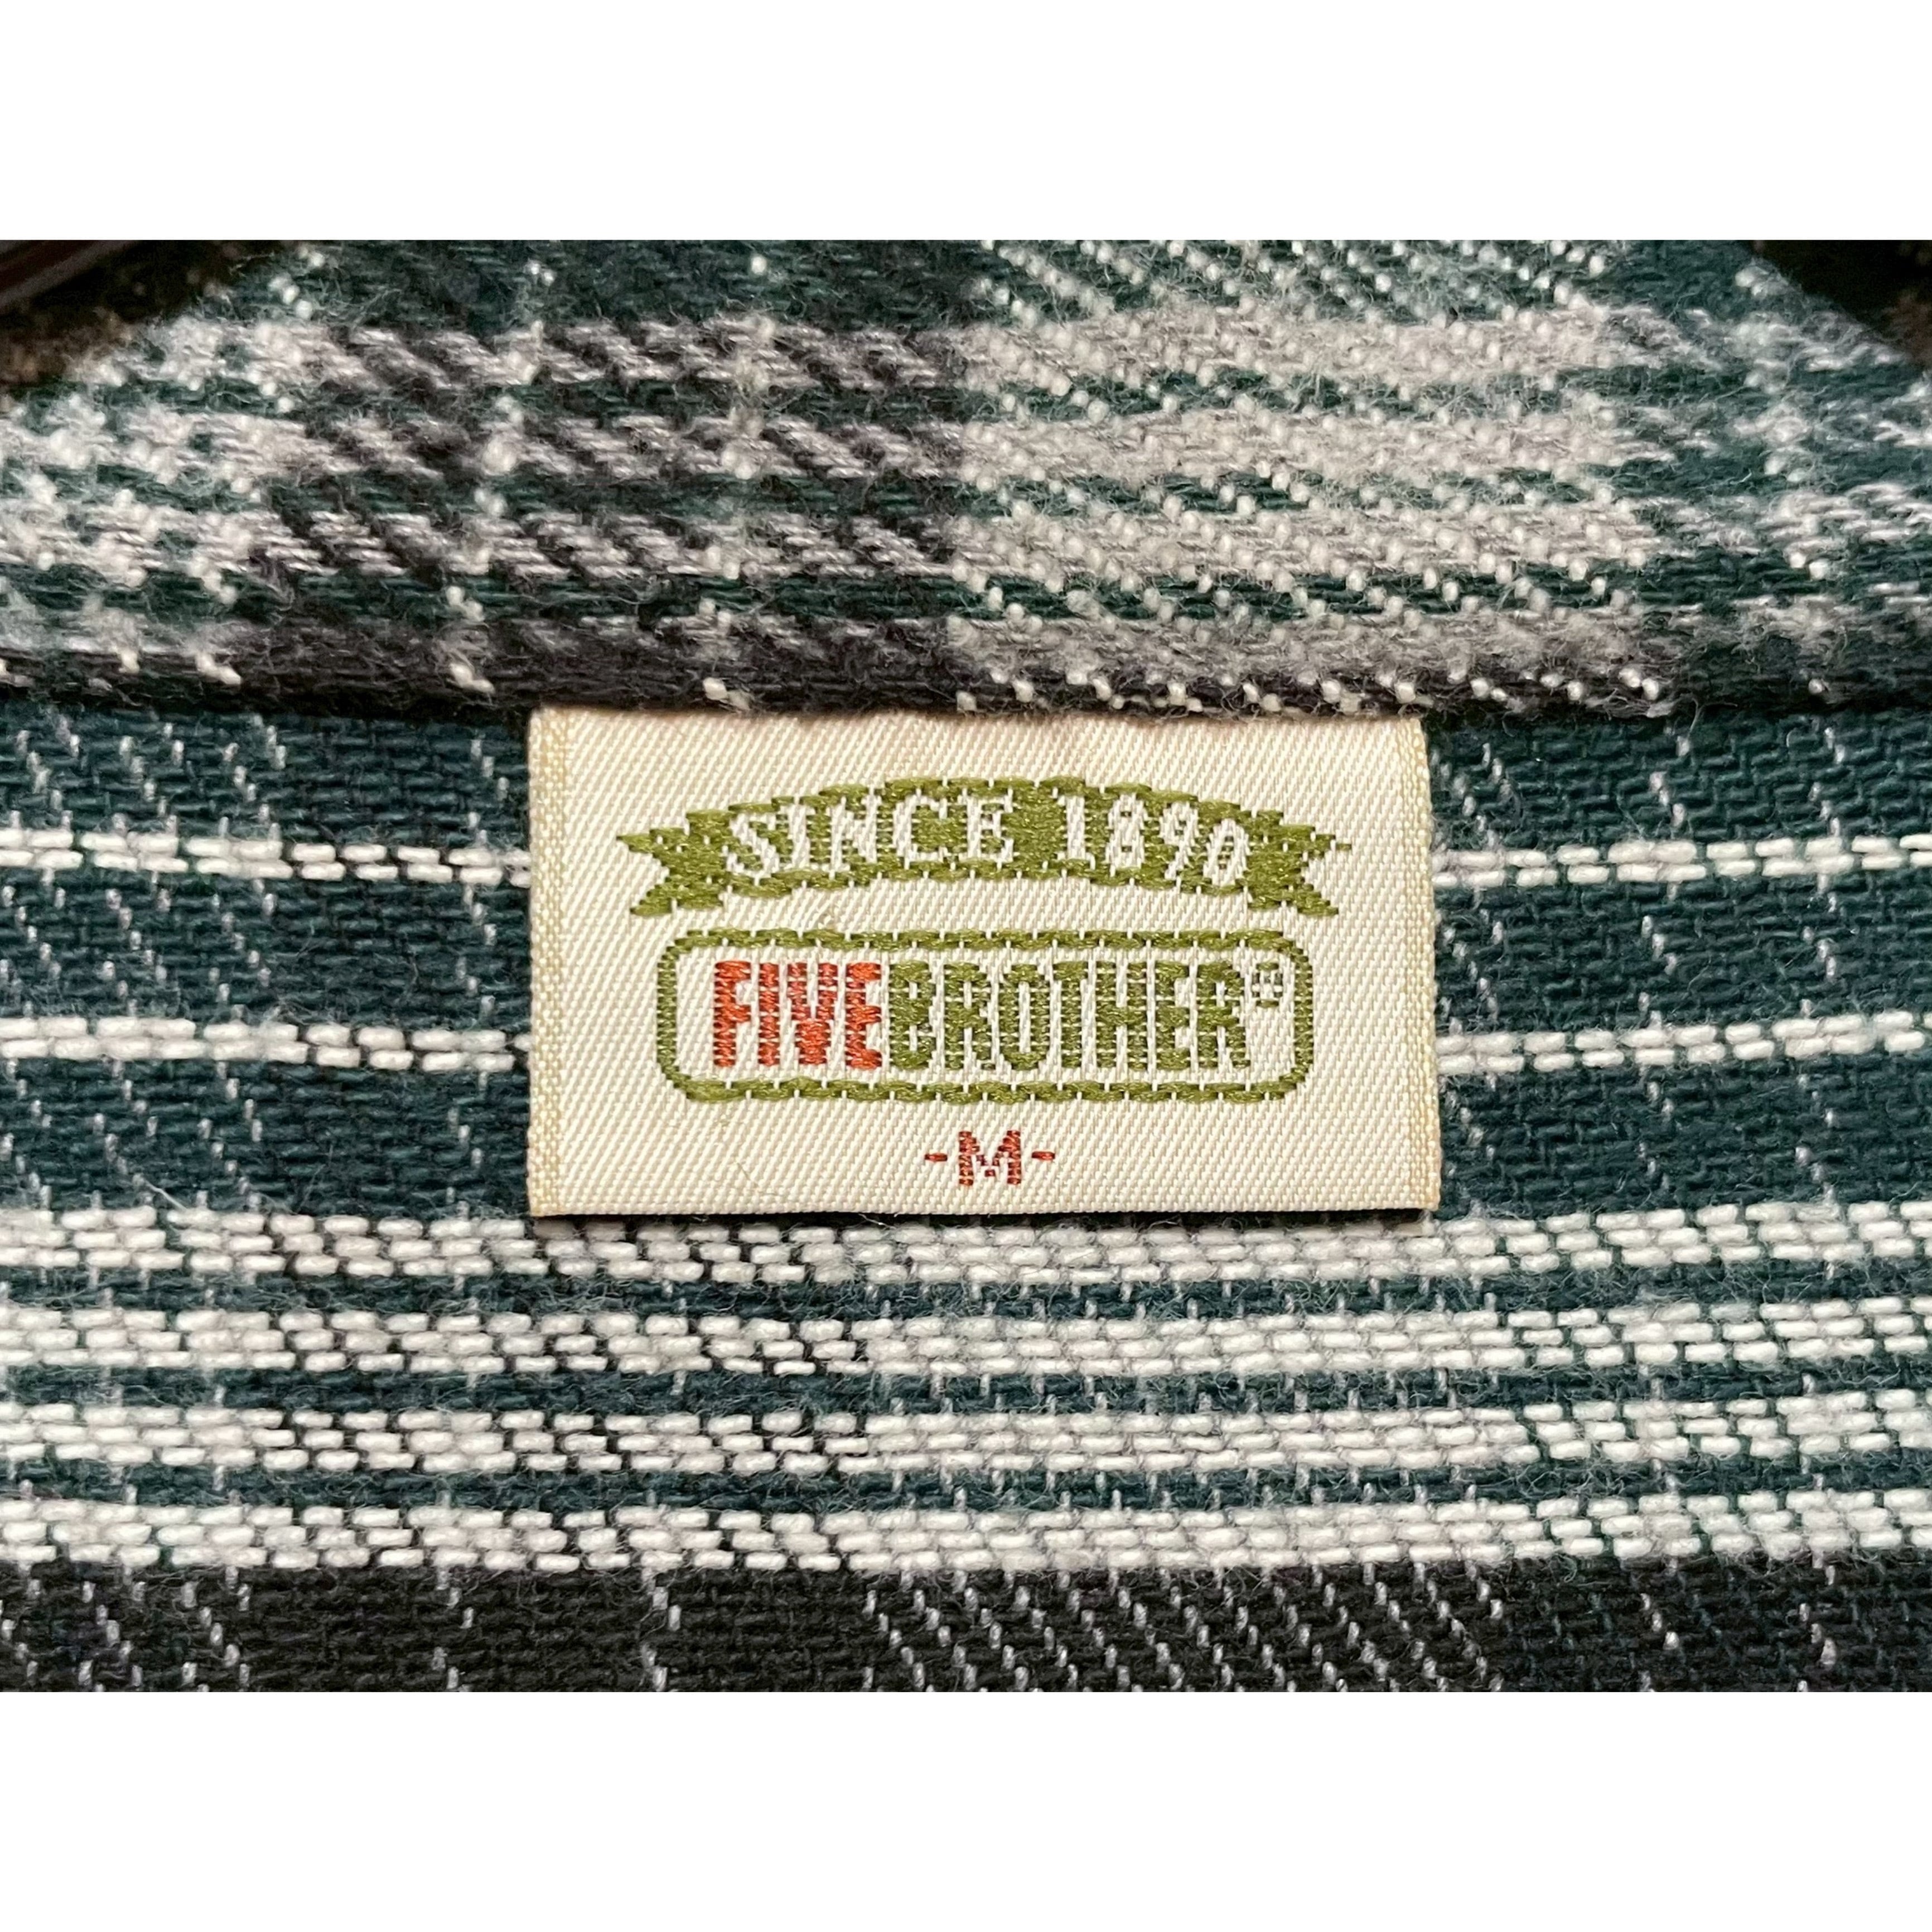 SINCE 1890
FIVEBROTHER®
-M-